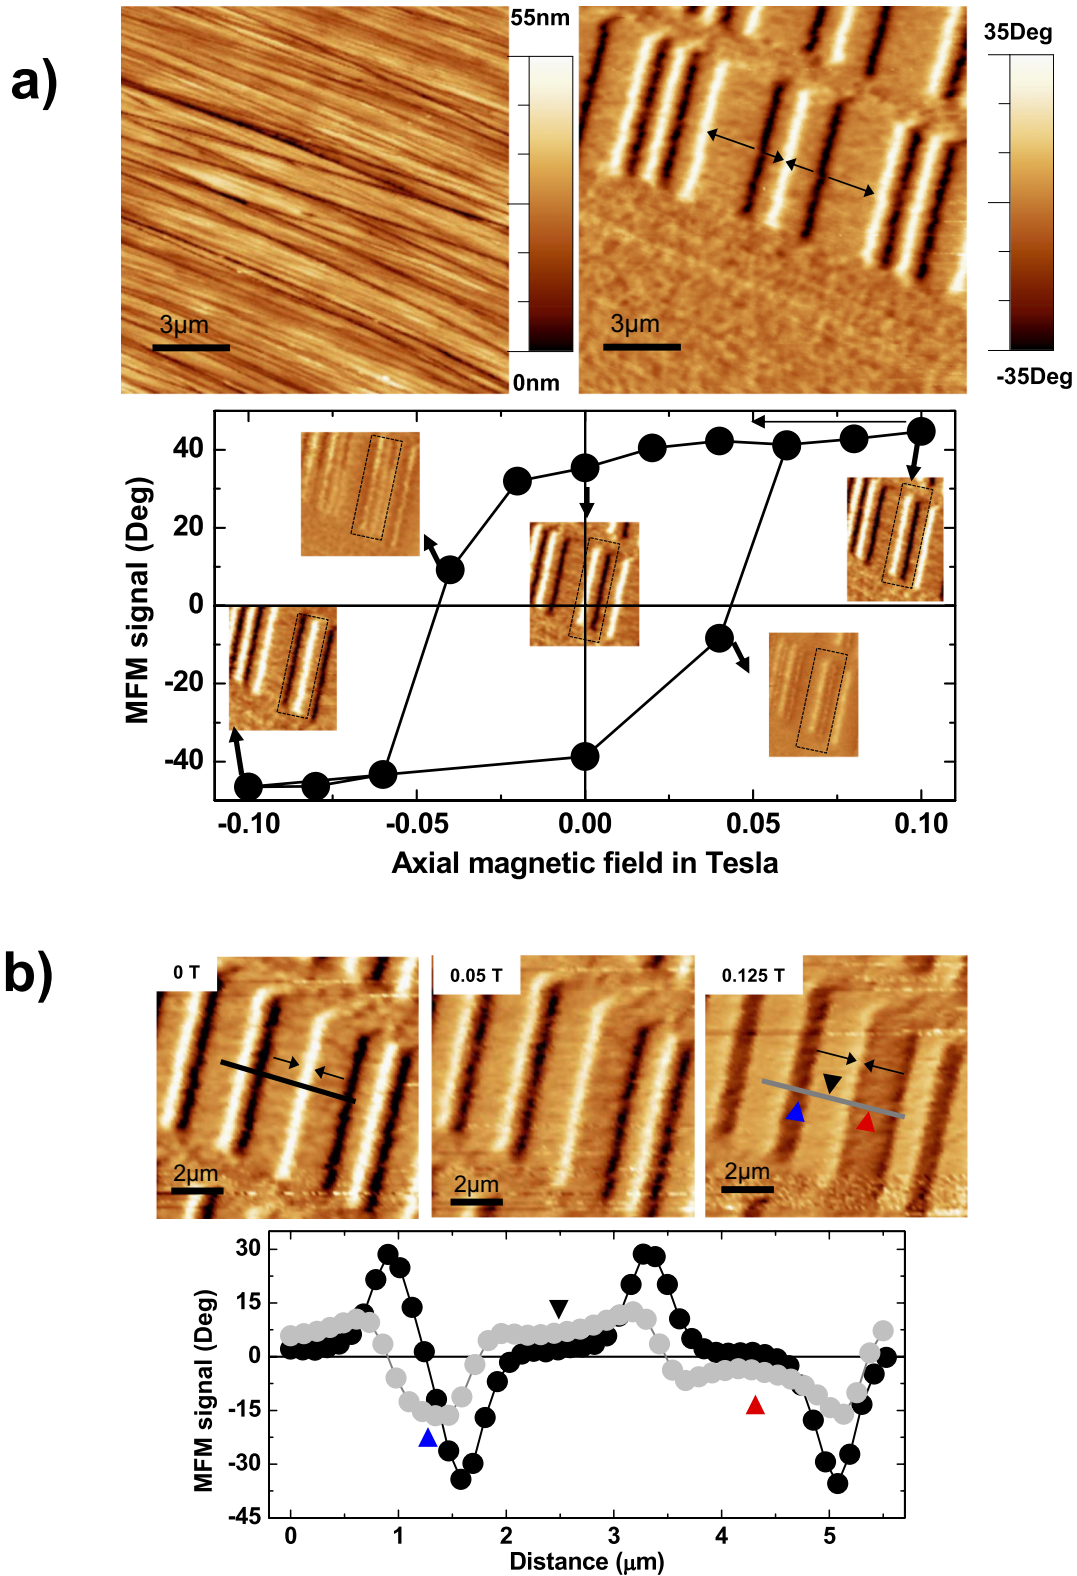 a)
55nm
0nm
3µm
35Deg
-35Deg
3µm
MFM signal (Deg)
40
20
0
-20
-40
-0.10
-0.05
0.00
0.05
0.10
Axial magnetic field in Tesla
b)
0 T
0.05 T
0.125 T
2µm
2µm
2µm
MFM signal (Deg)
30
15
0
-15
-30
-45
0
1
2
3
4
5
Distance (µm)